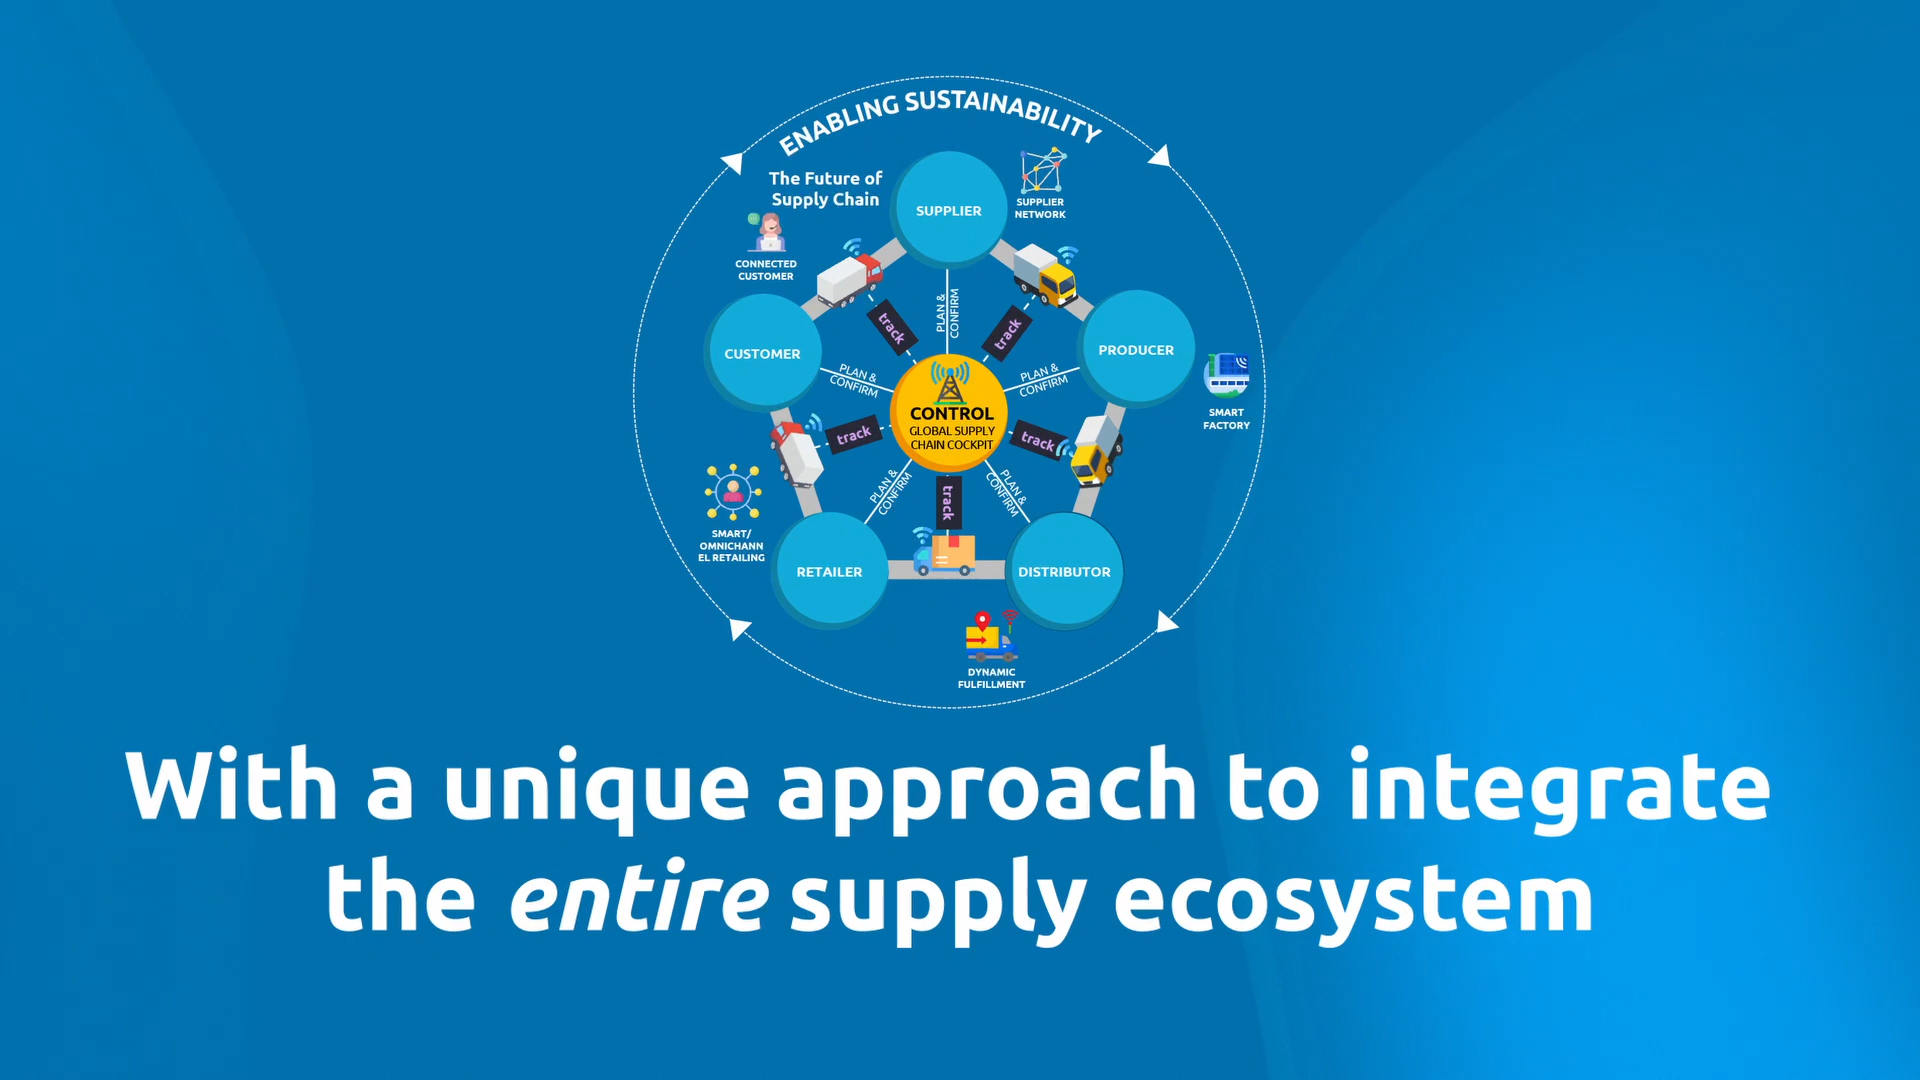 ENABLING SUSTAINABILITY
The Future of
Supply Chain
SUPPLIER
SUPPLIER
NETWORK
CONNECTED
CUSTOMER
CUSTOMER
PRODUCER
SMART
FACTORY
PLAN &
CONFIRM
track
track
PLAN &
CONFIRM
PLAN &
CONFIRM
CONTROL
GLOBAL SUPPLY
CHAIN COCKPIT
track
track
PLAN &
CONFIRM
track
PLAN &
CONFIRM
SMART/
OMNICHANN
EL RETAILING
RETAILER
DISTRIBUTOR
DYNAMIC
FULFILLMENT
With a unique approach to integrate
the entire supply ecosystem